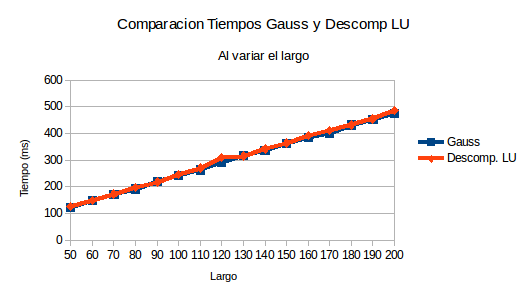 Comparacion Tiempos Gauss y Descomp LU
Al variar el largo
600
500
400
300
200
100
0
Tiempo (ms)
50 60 70 80 90 100 110 120 130 140 150 160 170 180 190 200
Largo
Gauss
Descomp. LU